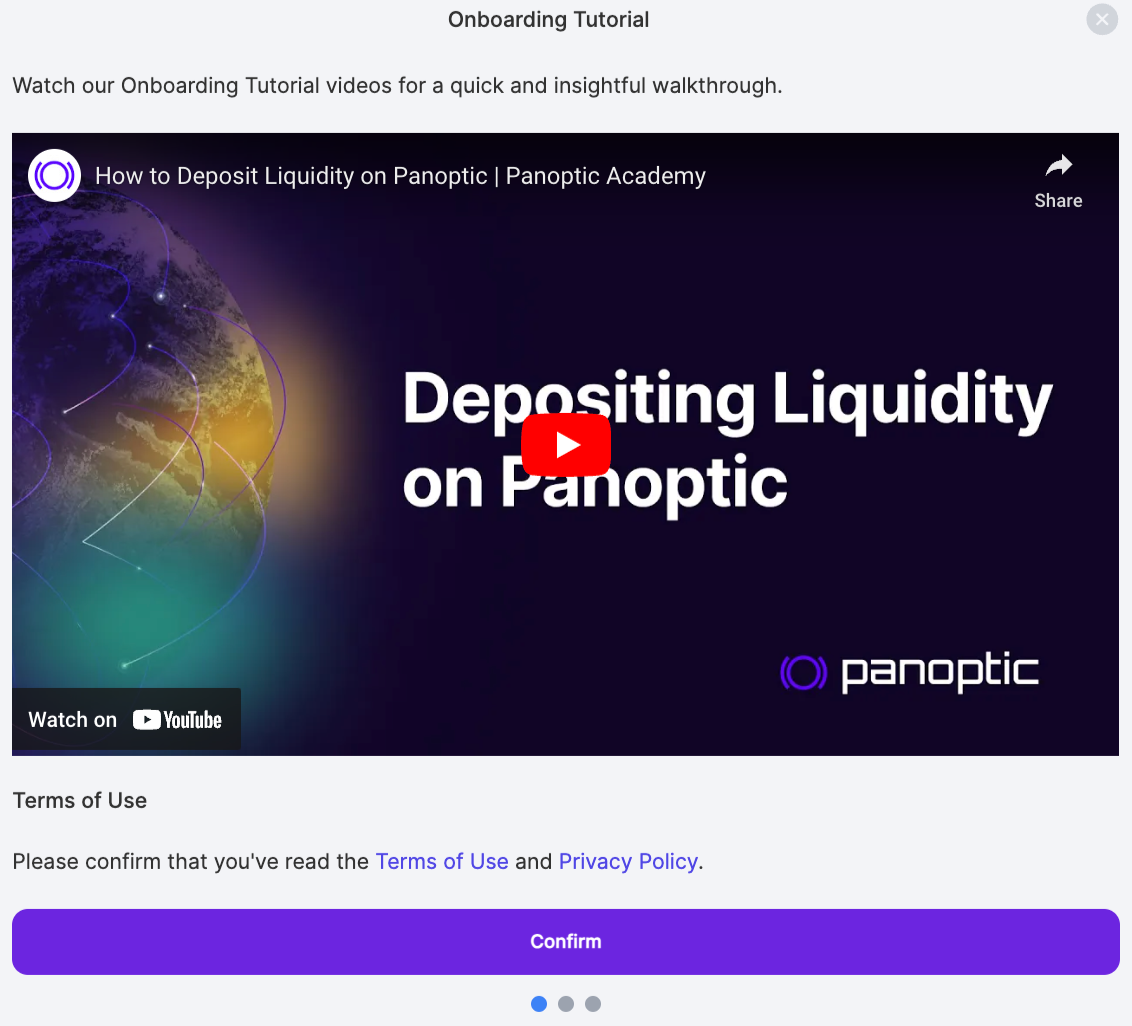 Onboarding Tutorial
Watch our Onboarding Tutorial videos for a quick and insightful walkthrough.
How to Deposit Liquidity on Panoptic | Panoptic Academy
Share
Depositing Liquidity
on Panoptic
panoptic
Watch on YouTube
Terms of Use
Please confirm that you've read the Terms of Use and Privacy Policy.
Confirm